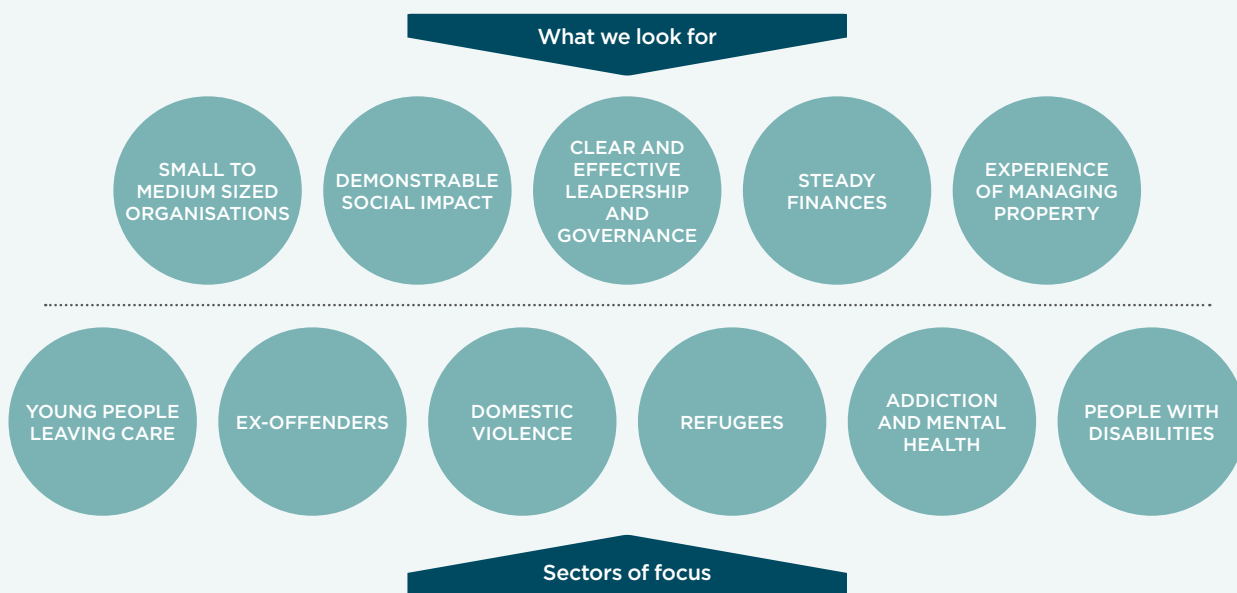 What we look for
SMALL TO
MEDIUM SIZED
ORGANISATIONS
DEMONSTRABLE
SOCIAL IMPACT
CLEAR AND
EFFECTIVE
LEADERSHIP
AND
GOVERNANCE
STEADY
FINANCES
EXPERIENCE
OF MANAGING
PROPERTY
YOUNG PEOPLE
LEAVING CARE
EX-OFFENDERS
DOMESTIC
VIOLENCE
REFUGEES
ADDICTION
AND MENTAL
HEALTH
PEOPLE WITH
DISABILITIES
Sectors of focus